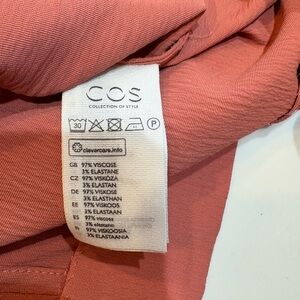 COS
COLLECTION OF STYLE
30 P
clevercare.info
GB 97% VISCOSE
3% ELASTANE
CZ 97% VISKÓZA
3% ELASTAN
DE 97% VISKOSE
3% ELASTHAN
EE 97% VISKOOS
3% ELASTAAN
ES 97% viscosa
3% elastano
FI 97% VISKOOSIA
3% ELASTAANIA